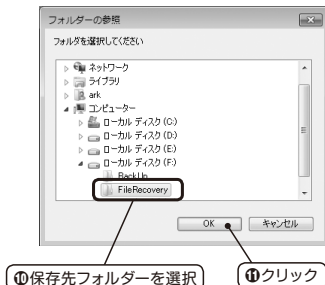 フォルダーの参照
フォルダを選択してください
ネットワーク
ライブラリ
ark
コンピューター
ローカル ディスク (C:)
ローカル ディスク (D:)
ローカル ディスク (E:)
ローカル ディスク (F:)
BackUp
FileRecovery
OK
キャンセル
⑩保存先フォルダーを選択
⑪クリック